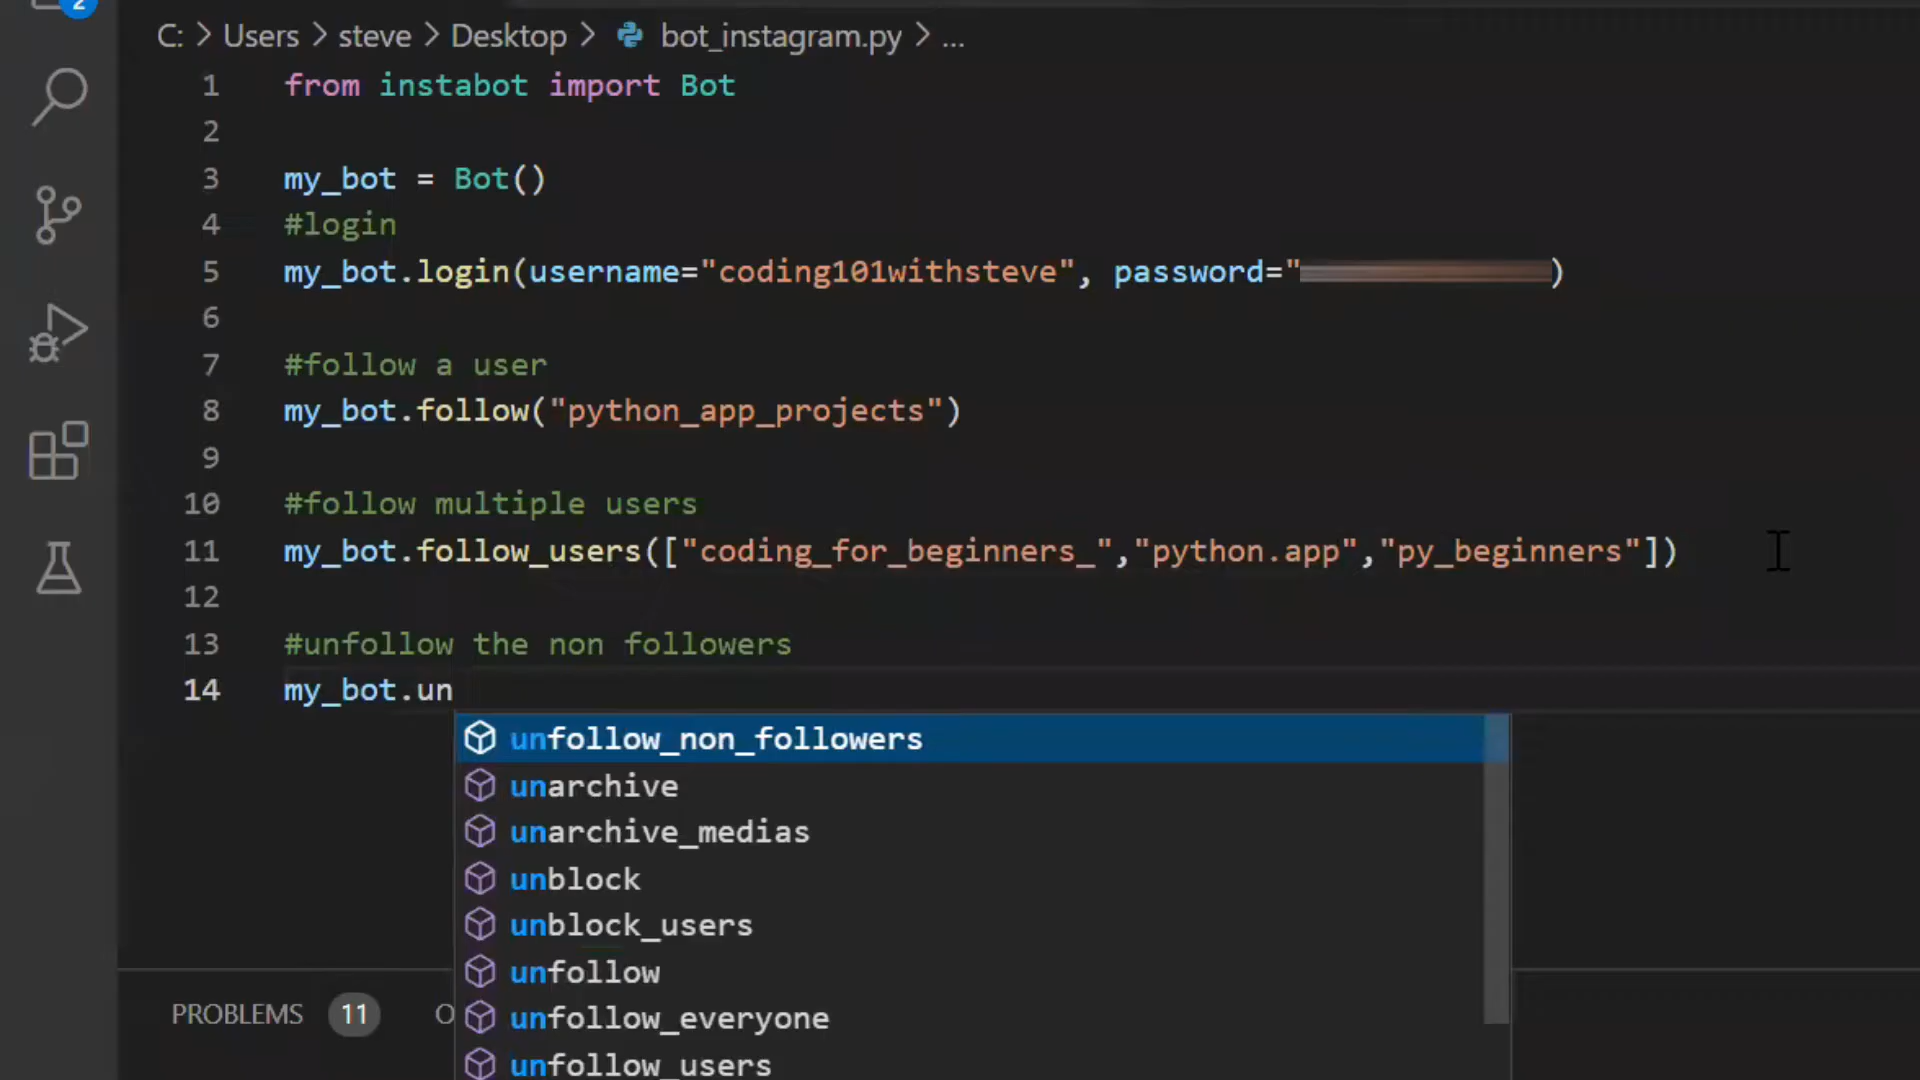 2
C: > Users > steve > Desktop > bot_instagram.py > ...
1 from instabot import Bot
2
3 my_bot = Bot()
4 #login
5 my_bot.login(username="coding101withsteve", password=" )
6
7 #follow a user
8 my_bot.follow("python_app_projects")
9
10 #follow multiple users
11 my_bot.follow_users(["coding_for_beginners_","python.app","py_beginners"])
12
13 #unfollow the non followers
14 my_bot.un
unfollow_non_followers
unarchive
unarchive_medias
unblock
unblock_users
unfollow
unfollow_everyone
unfollow_users
PROBLEMS 11 O